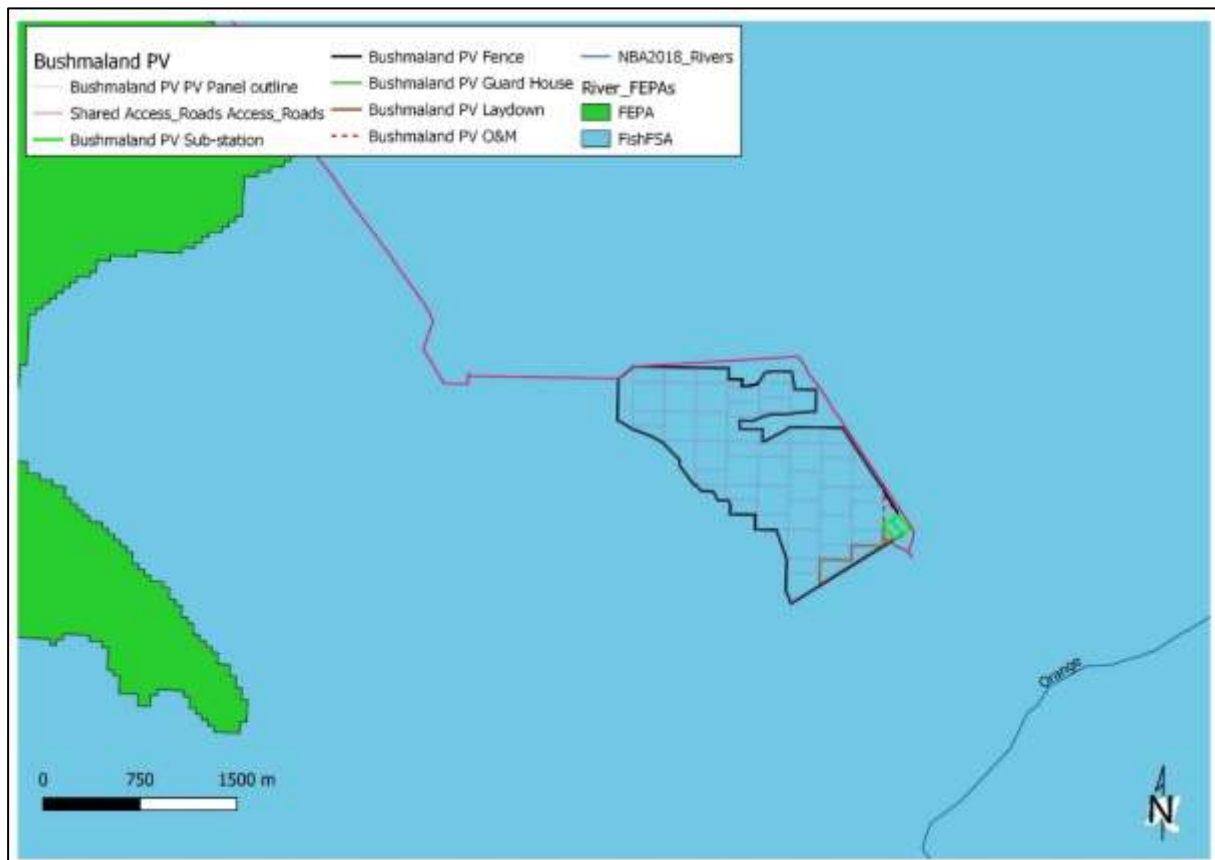 Bushmaland PV
Bushmaland PV PV Panel outline
Shared Access_Roads Access_Roads
Bushmaland PV Sub-station
Bushmaland PV Fence
Bushmaland PV Guard House
Bushmaland PV Laydown
Bushmaland PV O&M
NBA2018_Rivers
River_FEPAs
FEPA
FishFSA
Orange
0 750 1500 m
N